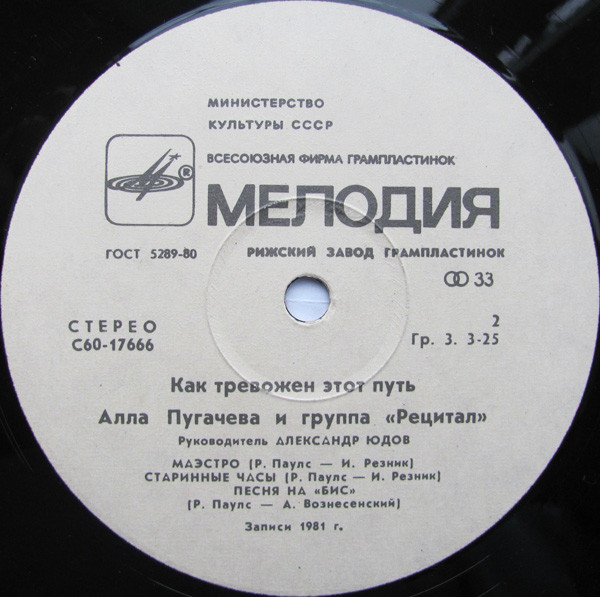 МИНИСТЕРСТВО
КУЛЬТУРЫ СССР
ВСЕСОЮЗНАЯ ФИРМА ГРАМПЛАСТИНОК
®
МЕЛОДИЯ
ГОСТ 5289-80 РИЖСКИЙ ЗАВОД ГРАМПЛАСТИНОК
33
СТЕРЕО
С60-17666
2
Гр. 3. 3-25
Как тревожен этот путь
Алла Пугачева и группа «Рецитал»
Руководитель АЛЕКСАНДР ЮДОВ
МАЭСТРО (Р. Паулс — И. Резник)
СТАРИННЫЕ ЧАСЫ (Р. Паулс — И. Резник)
ПЕСНЯ НА «БИС»
(Р. Паулс — А. Вознесенский)
Записи 1981 г.